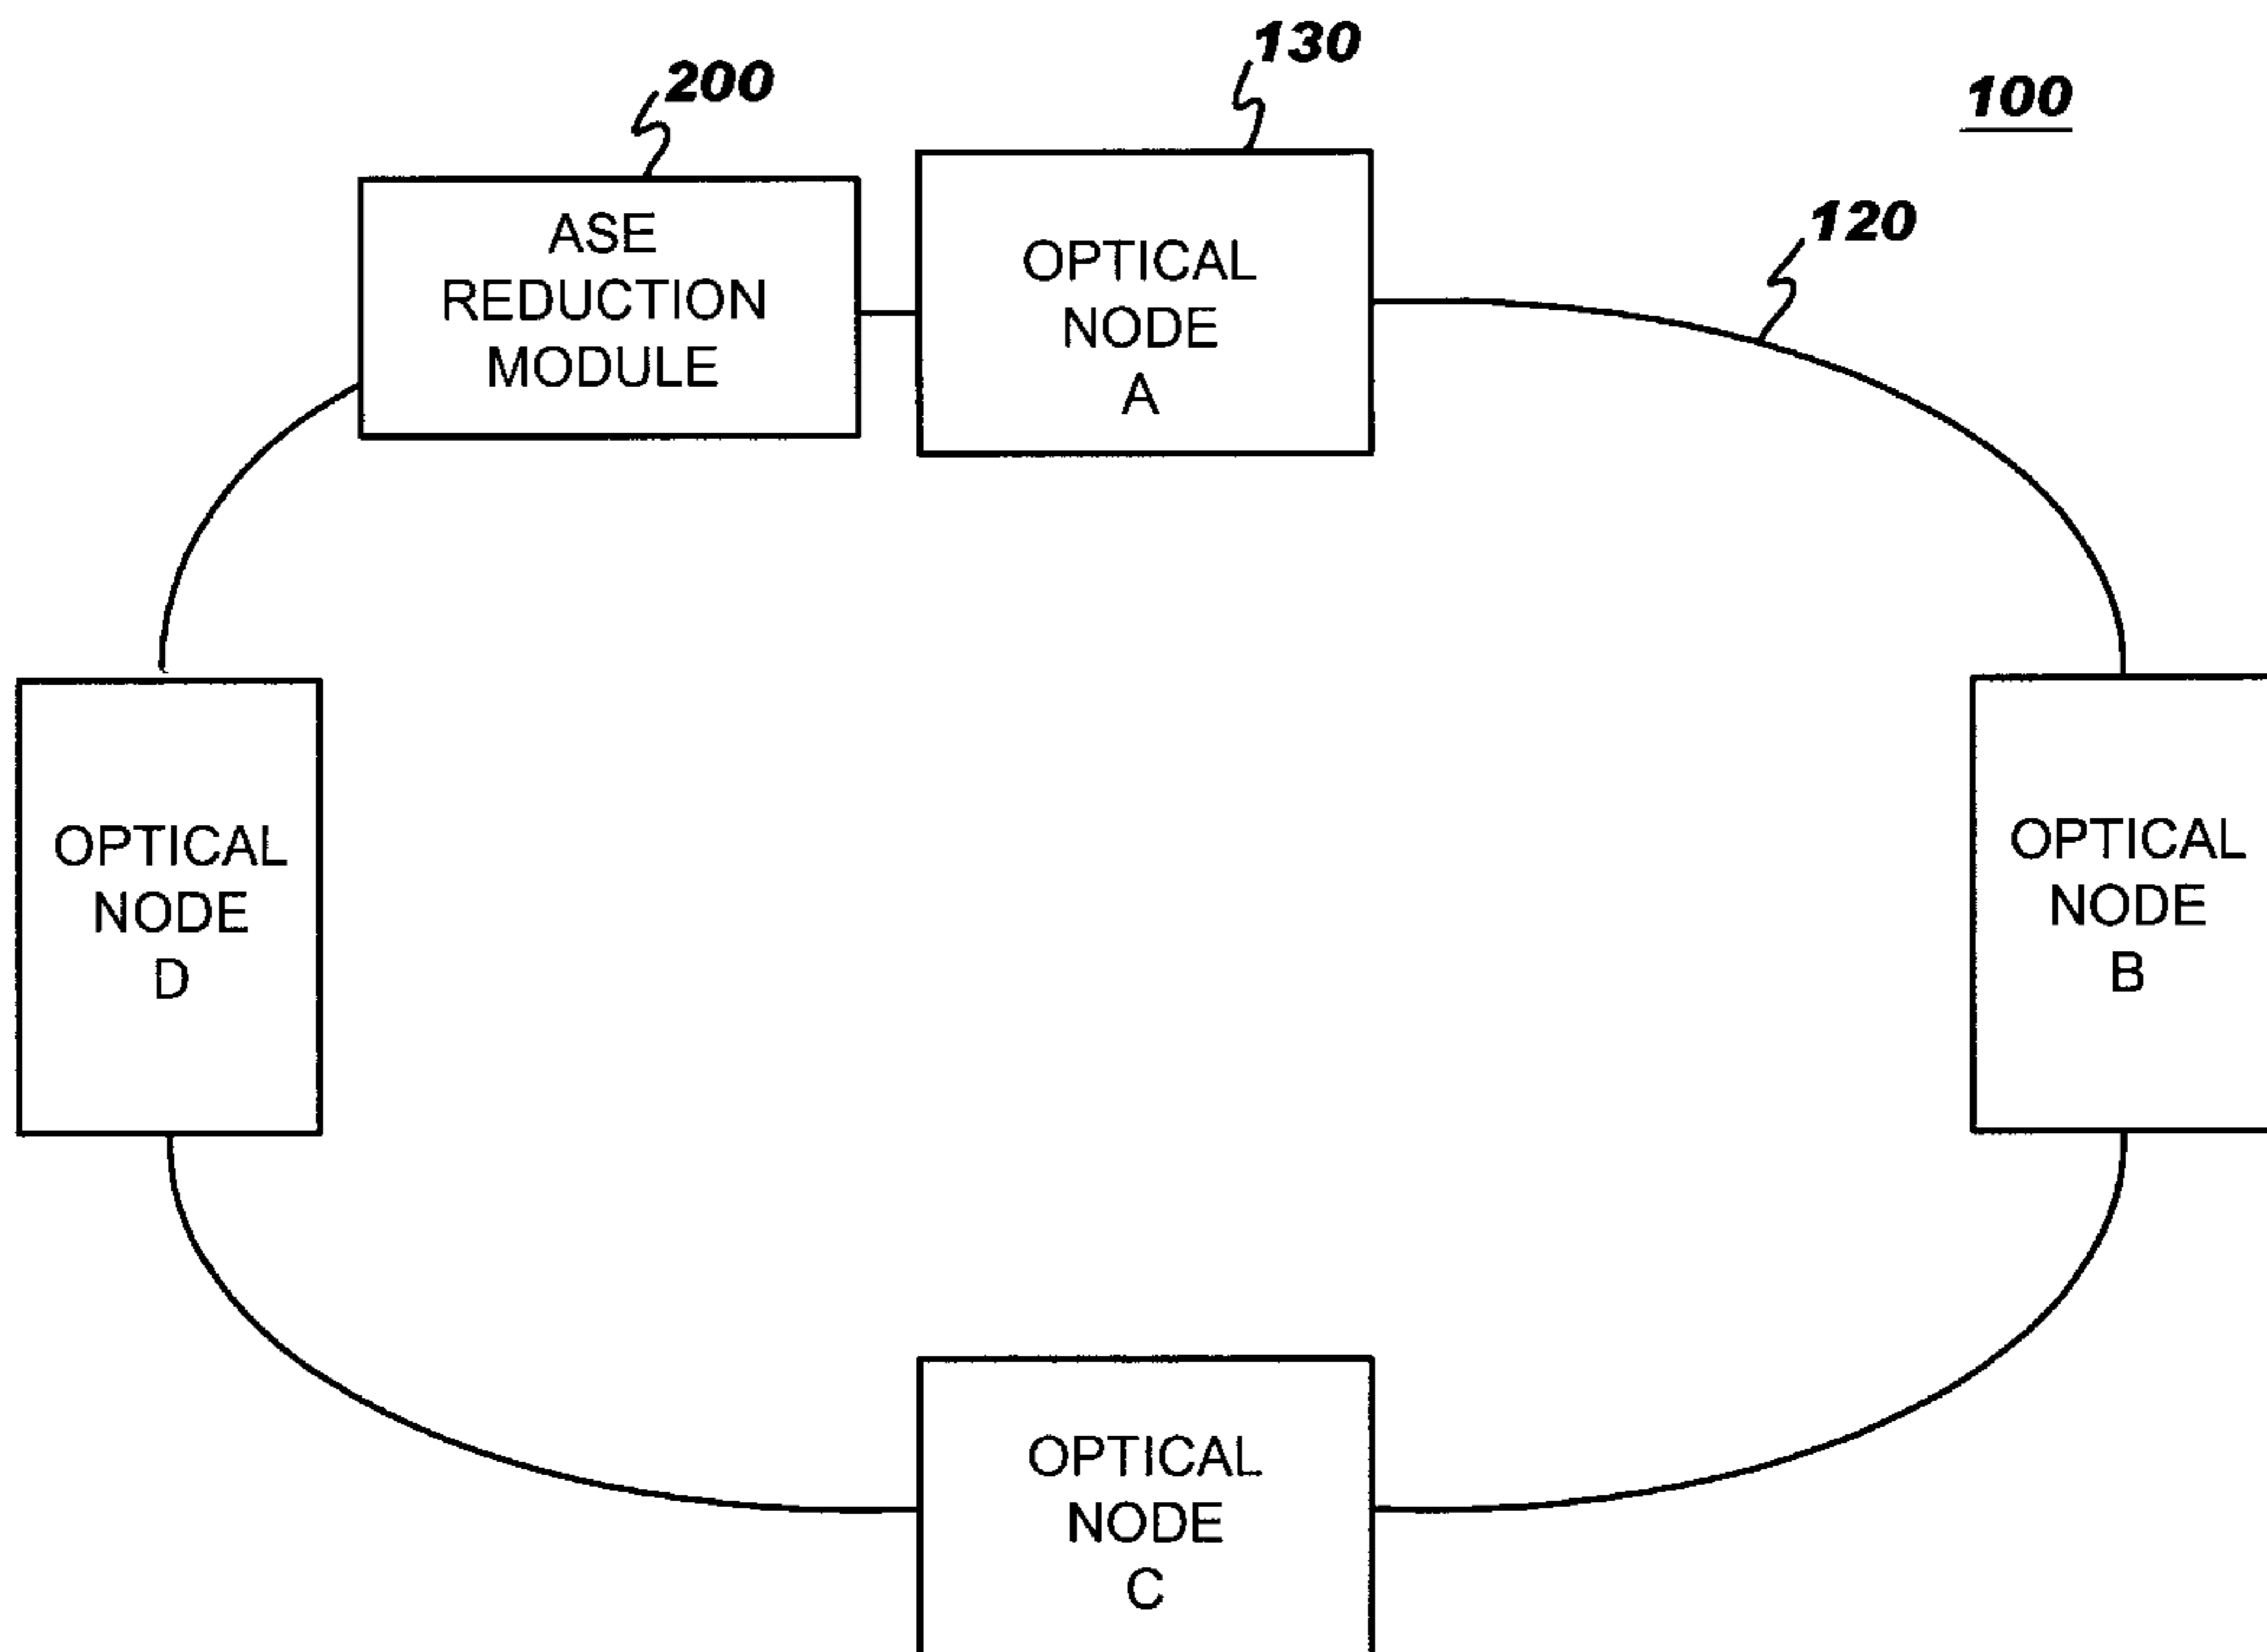 130
200
100
120
ASE
REDUCTION
MODULE
OPTICAL
NODE
A
OPTICAL
NODE
D
OPTICAL
NODE
B
OPTICAL
NODE
C